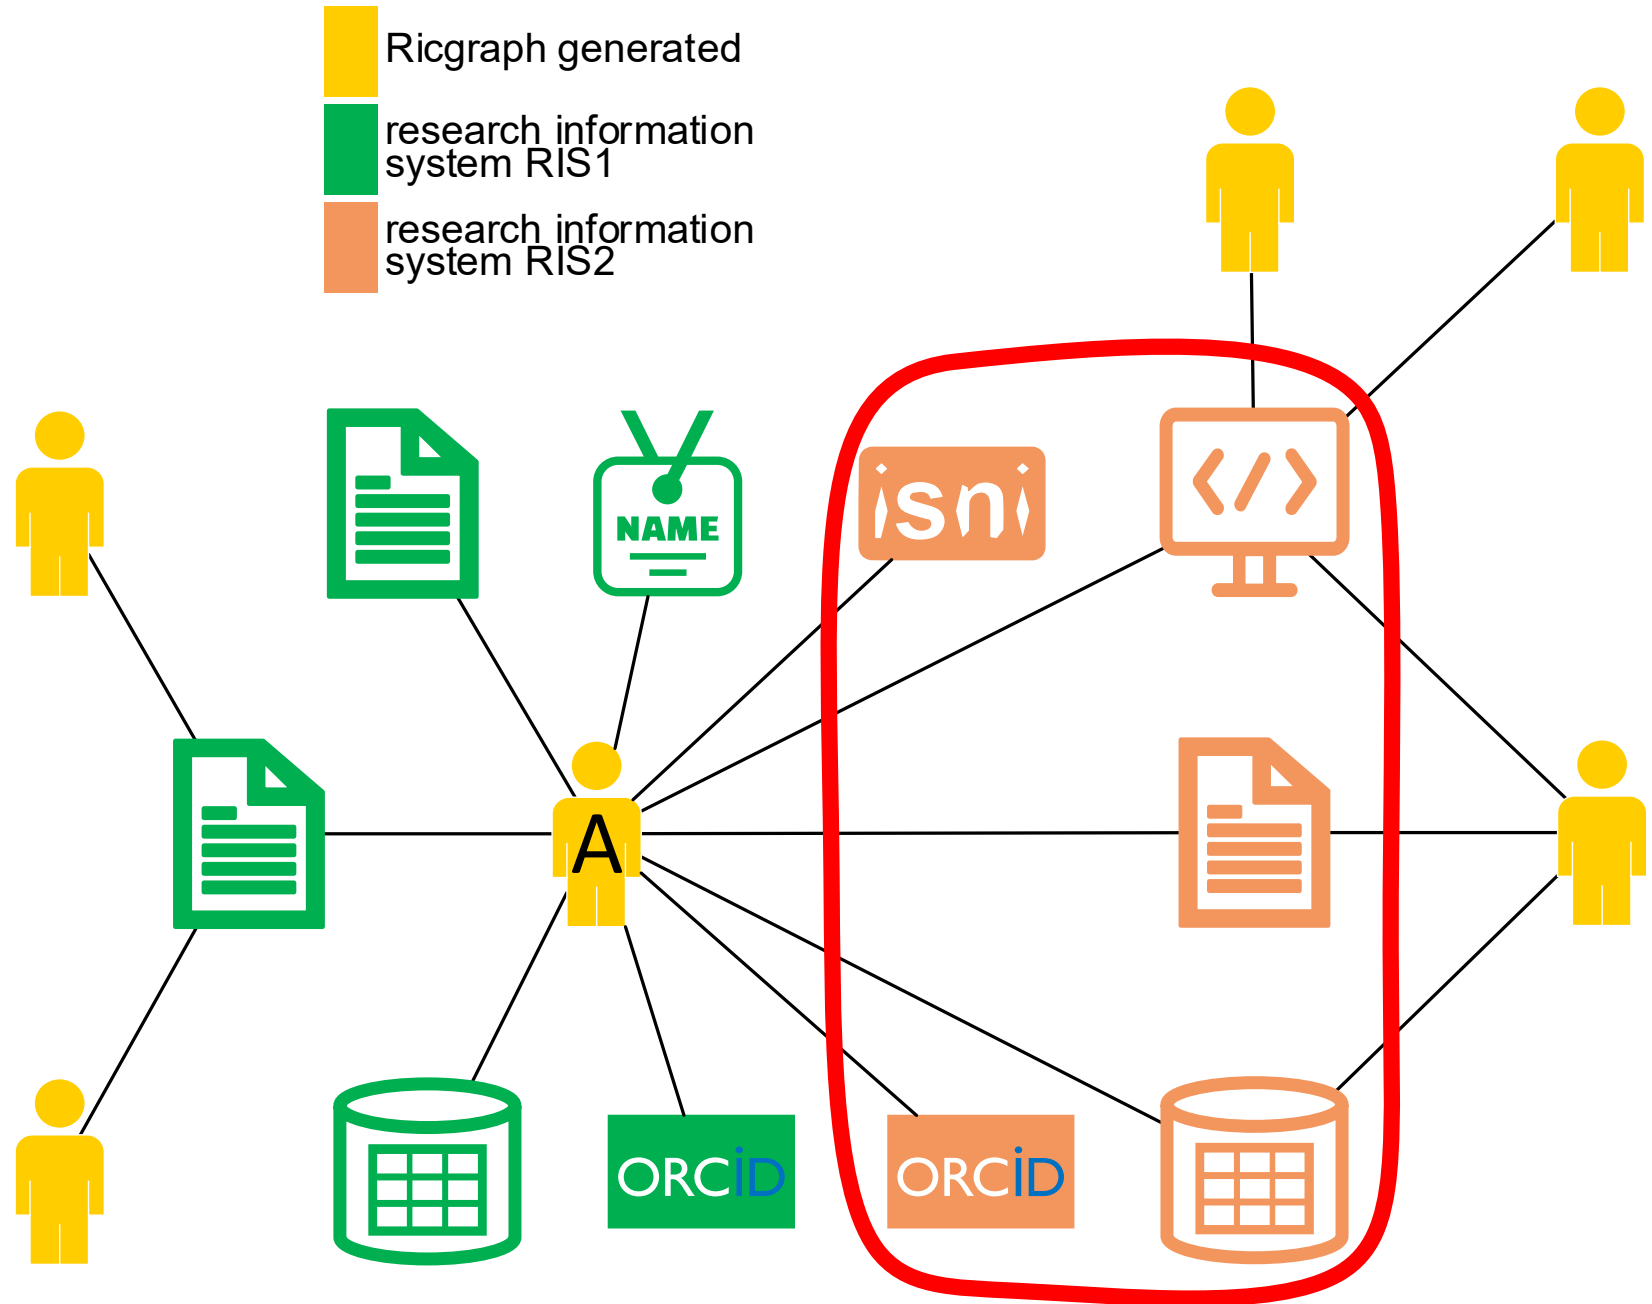 Ricgraph generated
research information
system RIS1
research information
system RIS2
NAME
isni
</>
A
ORCiD
ORCiD